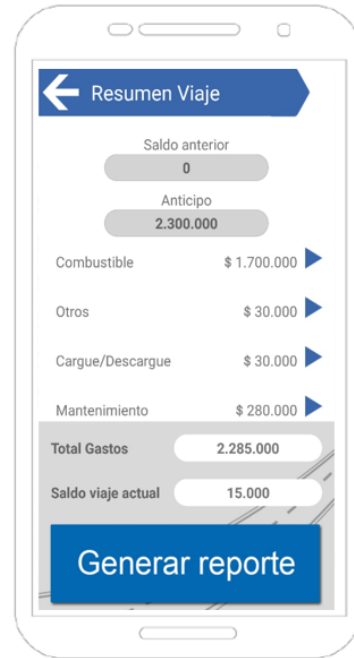 Resumen Viaje
Saldo anterior
0
Anticipo
2.300.000
Combustible $ 1.700.000
Otros $ 30.000
Cargue/Descargue $ 30.000
Mantenimiento $ 280.000
Total Gastos 2.285.000
Saldo viaje actual 15.000
Generar reporte